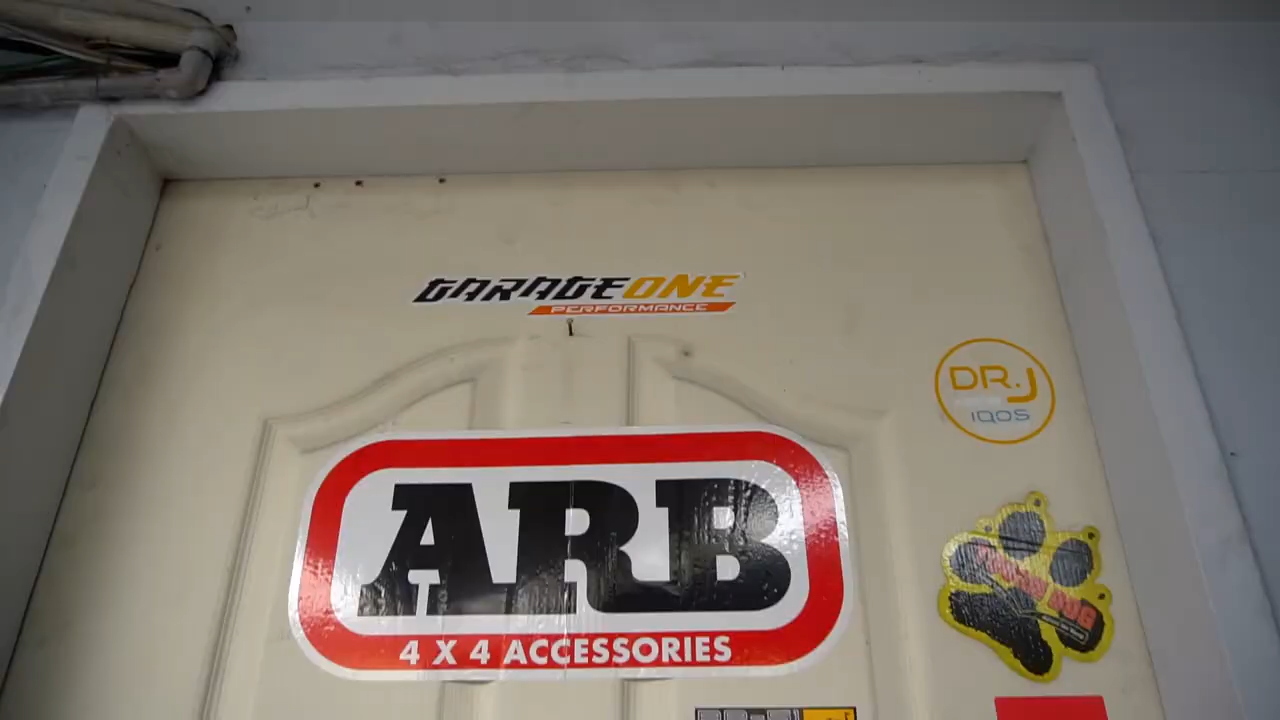 GARAGEONE
PERFORMANCE
DR.J
IQOS
ARB
4 X 4 ACCESSORIES